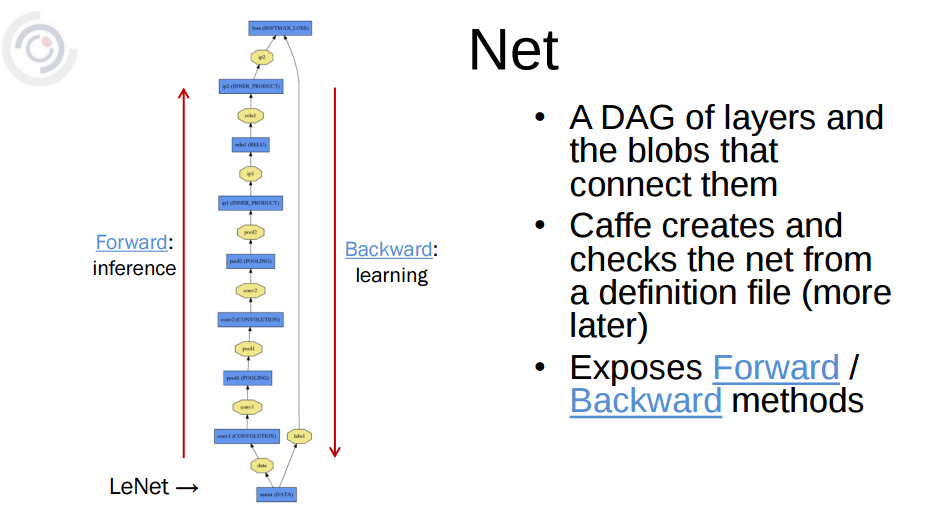 Net
loss (SOFTMAX_LOSS)
ip2
ip2 (INNER_PRODUCT)
relu1
relu1 (RELU)
ip1
ip1 (INNER_PRODUCT)
pool2
pool2 (POOLING)
conv2
conv2 (CONVOLUTION)
pool1
pool1 (POOLING)
conv1
conv1 (CONVOLUTION)
label
data
mnist (DATA)
Forward:
inference
Backward:
learning
LeNet →
• A DAG of layers and
the blobs that
connect them
• Caffe creates and
checks the net from
a definition file (more
later)
• Exposes Forward /
Backward methods